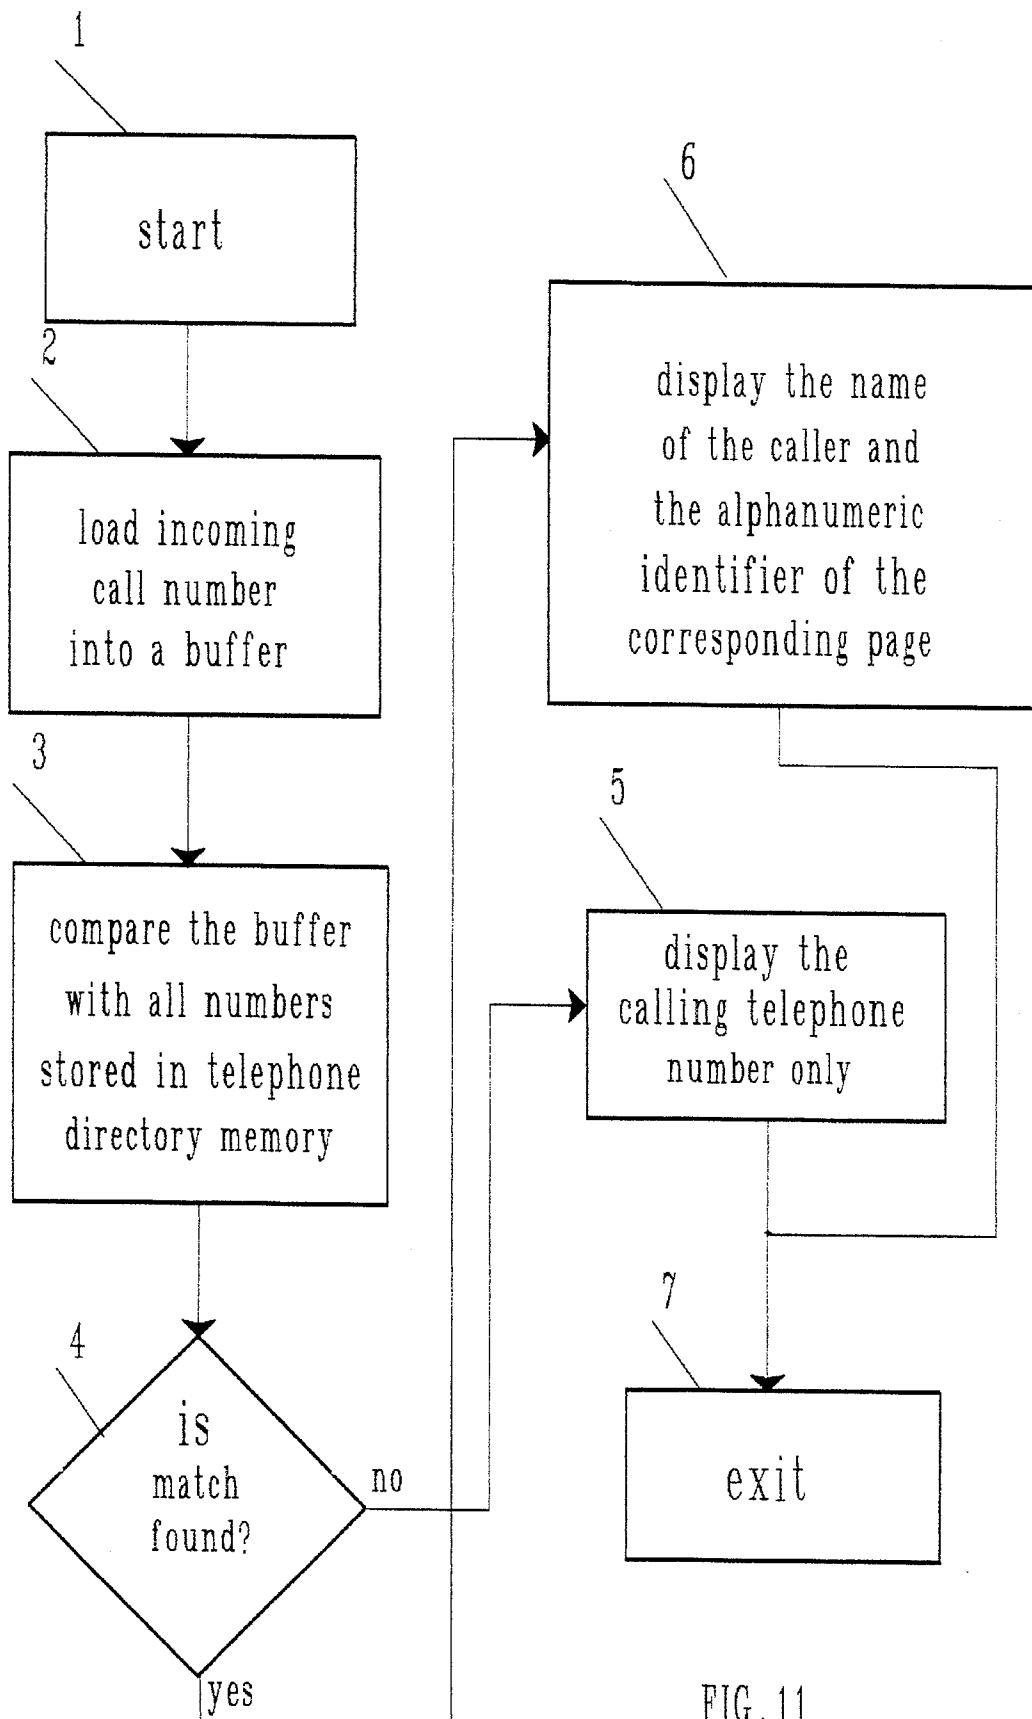 1
start
2
load incoming
call number
into a buffer
3
compare the buffer
with all numbers
stored in telephone
directory memory
4
is
match
found?
no
yes
6
display the name
of the caller and
the alphanumeric
identifier of the
corresponding page
5
display the
calling telephone
number only
7
exit
FIG. 11